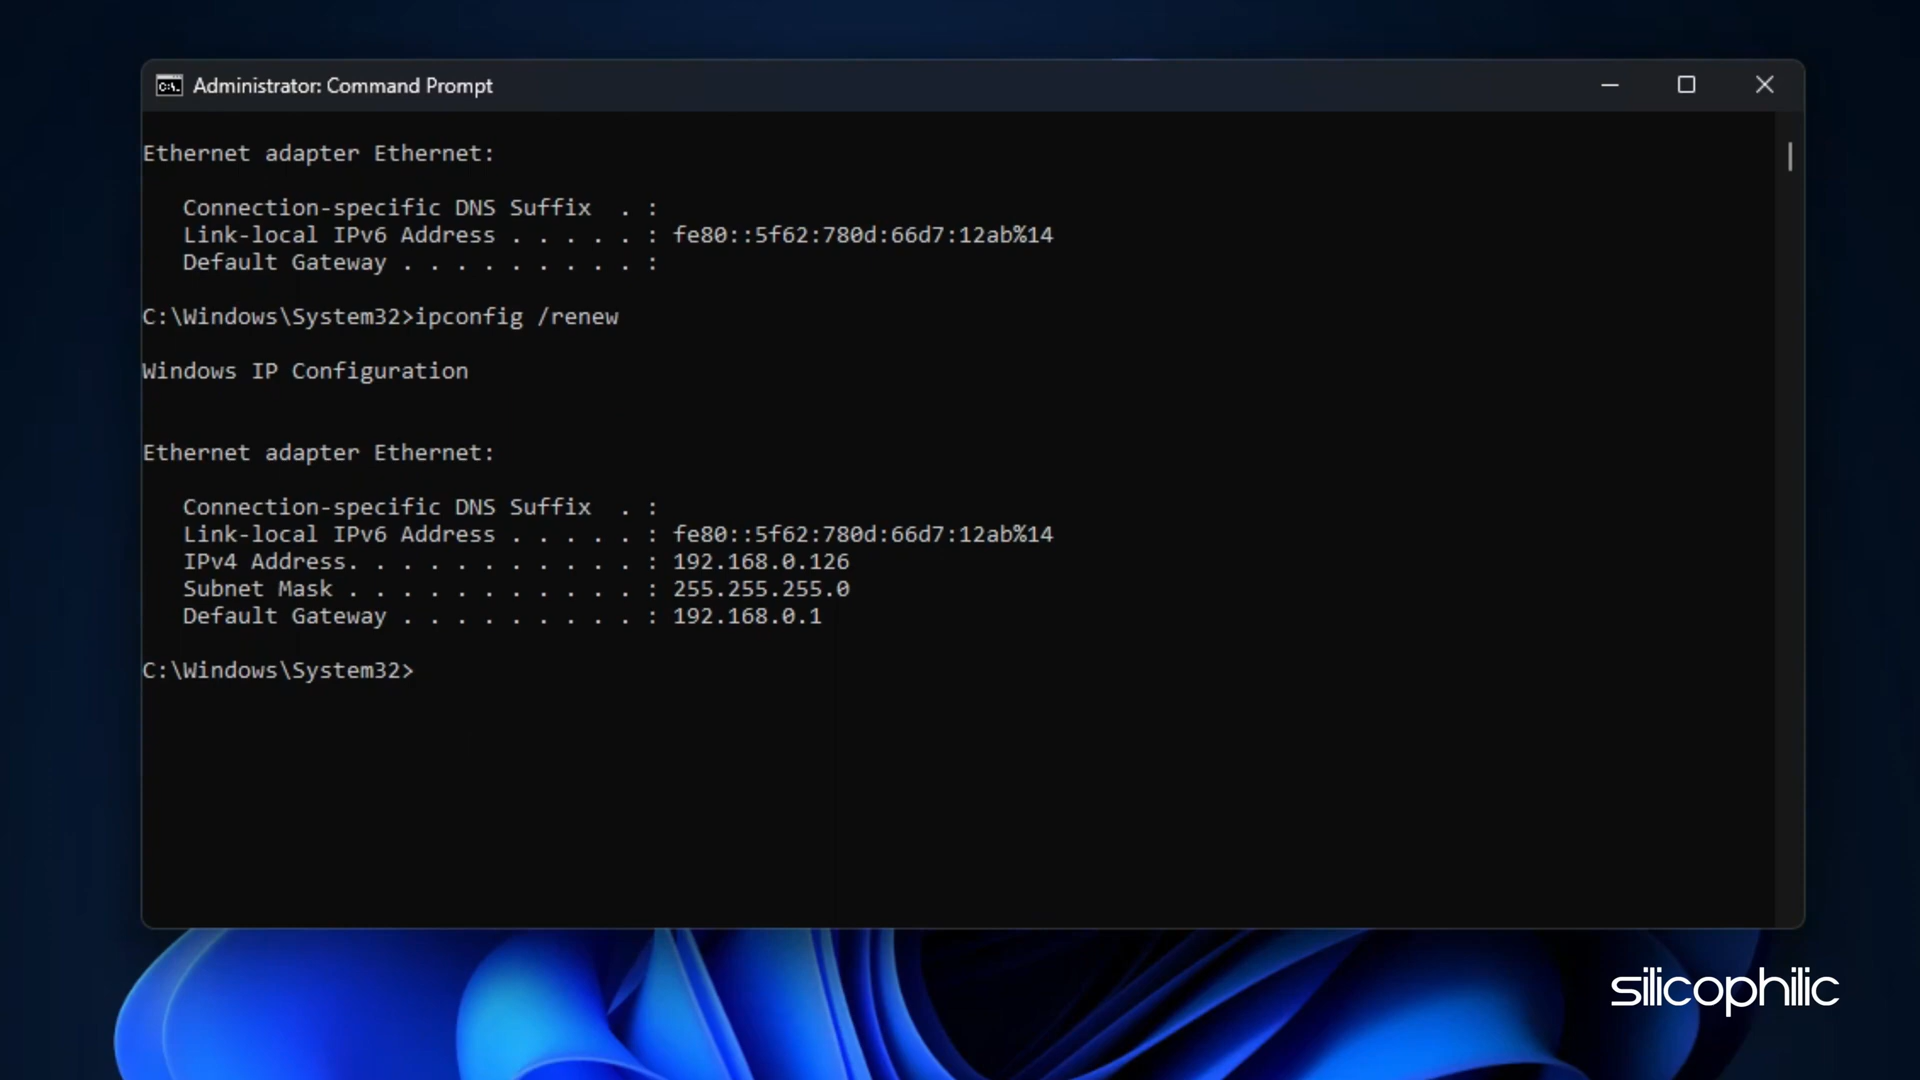 Administrator: Command Prompt
Ethernet adapter Ethernet:
Connection-specific DNS Suffix  . :
Link-local IPv6 Address . . . . . : fe80::5f62:780d:66d7:12ab%14
Default Gateway . . . . . . . . . :
C:\Windows\System32>ipconfig /renew
Windows IP Configuration
Ethernet adapter Ethernet:
Connection-specific DNS Suffix  . :
Link-local IPv6 Address . . . . . : fe80::5f62:780d:66d7:12ab%14
IPv4 Address. . . . . . . . . . . : 192.168.0.126
Subnet Mask . . . . . . . . . . . : 255.255.255.0
Default Gateway . . . . . . . . . : 192.168.0.1
C:\Windows\System32>
silicophilic